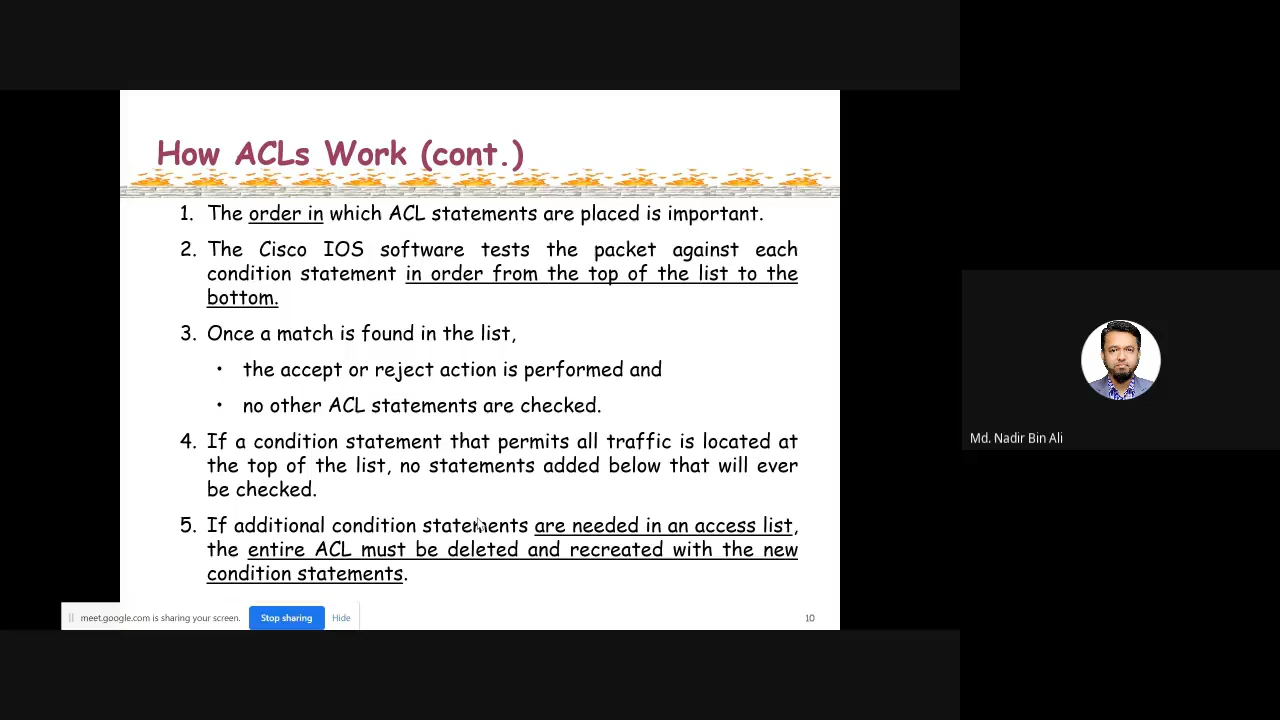 How ACLs Work (cont.)
1. The order in which ACL statements are placed is important.
2. The Cisco IOS software tests the packet against each
condition statement in order from the top of the list to the
bottom.
3. Once a match is found in the list,
• the accept or reject action is performed and
• no other ACL statements are checked.
4. If a condition statement that permits all traffic is located at
the top of the list, no statements added below that will ever
be checked.
5. If additional condition statements are needed in an access list,
the entire ACL must be deleted and recreated with the new
condition statements.
meet.google.com is sharing your screen. Stop sharing Hide
10
Md. Nadir Bin Ali